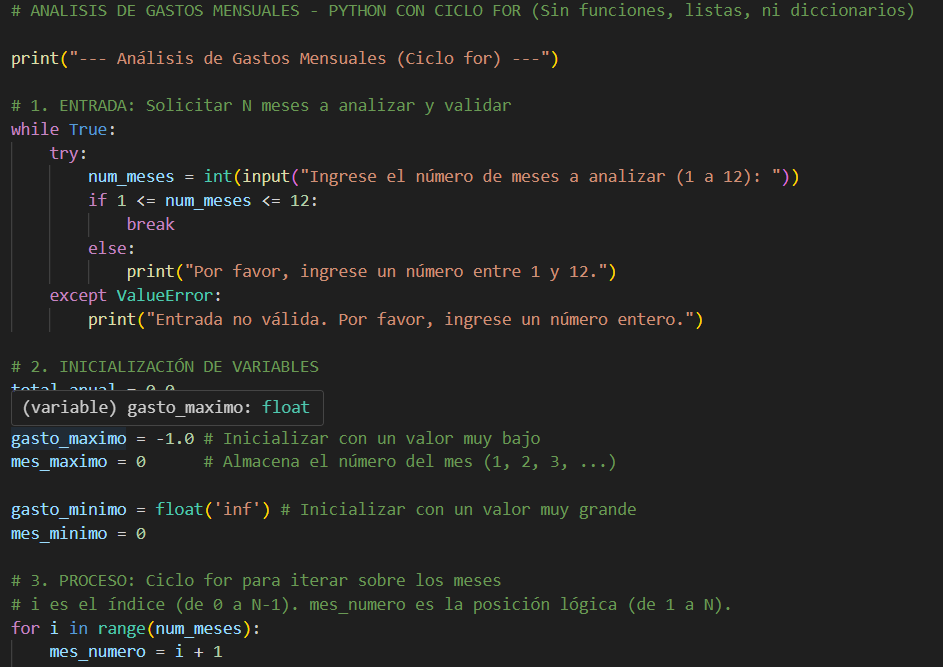 # ANALISIS DE GASTOS MENSUALES - PYTHON CON CICLO FOR (Sin funciones, listas, ni diccionarios)
print("--- Análisis de Gastos Mensuales (Ciclo for) ---")
# 1. ENTRADA: Solicitar N meses a analizar y validar
while True:
    try:
        num_meses = int(input("Ingrese el número de meses a analizar (1 a 12): "))
        if 1 <= num_meses <= 12:
            break
        else:
            print("Por favor, ingrese un número entre 1 y 12.")
    except ValueError:
        print("Entrada no válida. Por favor, ingrese un número entero.")
# 2. INICIALIZACIÓN DE VARIABLES
total_anual = 0.0
(variable) gasto_maximo: float
gasto_maximo = -1.0 # Inicializar con un valor muy bajo
mes_maximo = 0      # Almacena el número del mes (1, 2, 3, ...)
gasto_minimo = float('inf') # Inicializar con un valor muy grande
mes_minimo = 0
# 3. PROCESO: Ciclo for para iterar sobre los meses
# i es el índice (de 0 a N-1). mes_numero es la posición lógica (de 1 a N).
for i in range(num_meses):
    mes_numero = i + 1